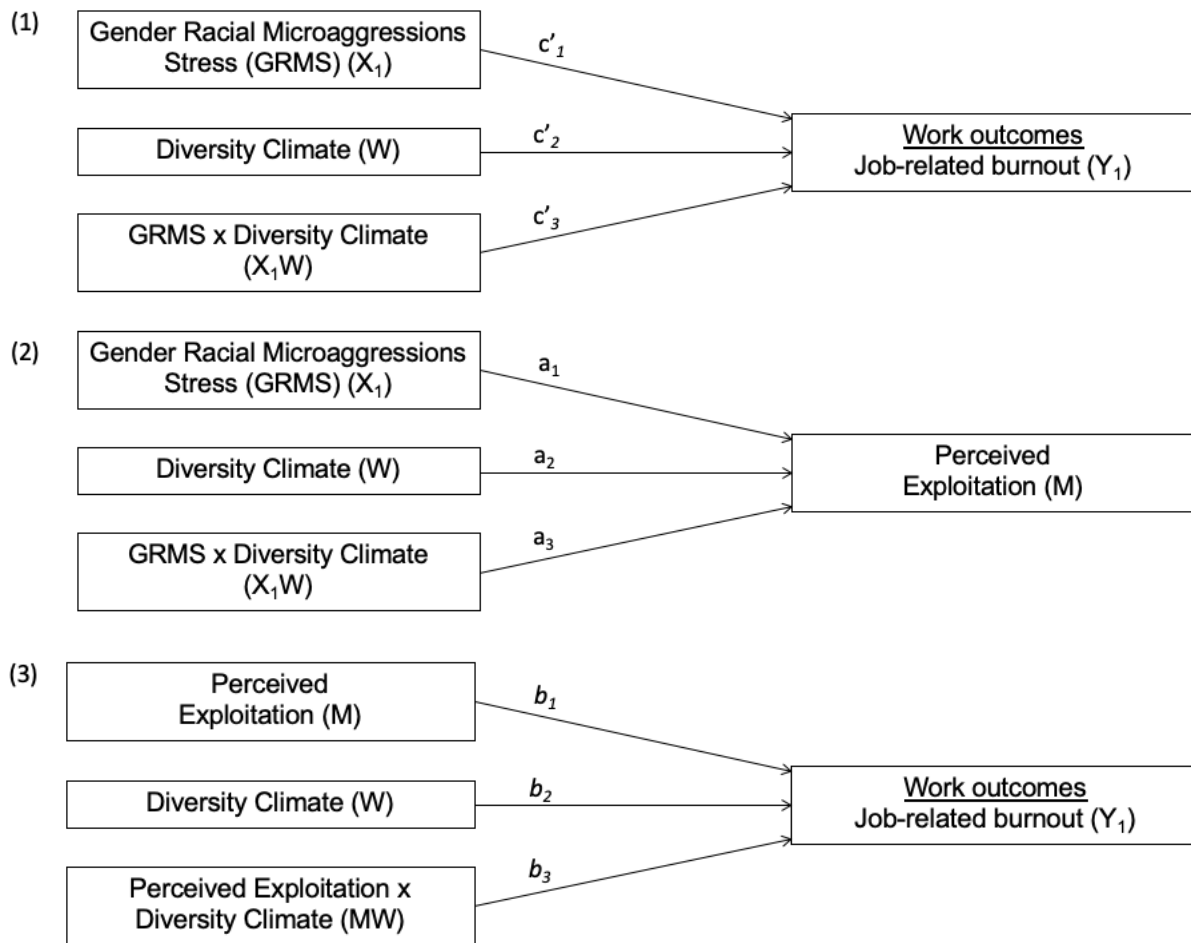 (1)
Gender Racial Microaggressions
Stress (GRMS) (X₁)
c’₁
Diversity Climate (W)
c’₂
GRMS x Diversity Climate
(X₁W)
c’₃
Work outcomes
Job-related burnout (Y₁)
(2)
Gender Racial Microaggressions
Stress (GRMS) (X₁)
a₁
Diversity Climate (W)
a₂
GRMS x Diversity Climate
(X₁W)
a₃
Perceived
Exploitation (M)
(3)
Perceived
Exploitation (M)
b₁
Diversity Climate (W)
b₂
Perceived Exploitation x
Diversity Climate (MW)
b₃
Work outcomes
Job-related burnout (Y₁)